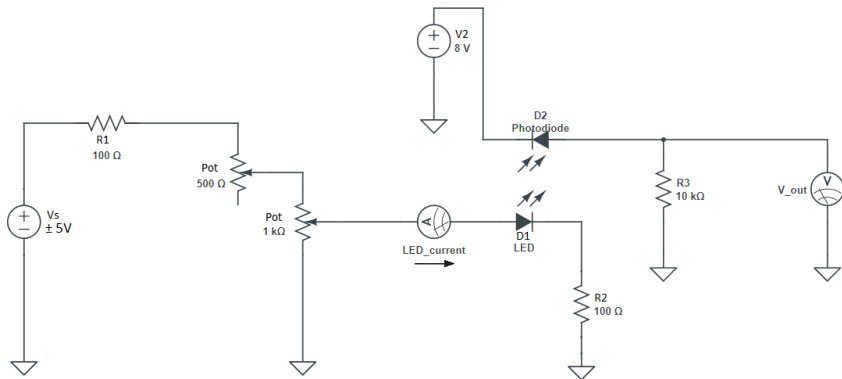 V2
8 V
D2
Photodiode
R1
100 Ω
Pot
500 Ω
R3
10 kΩ
V_out
V
Vs
± 5V
Pot
1 kΩ
A
LED_current
D1
LED
R2
100 Ω